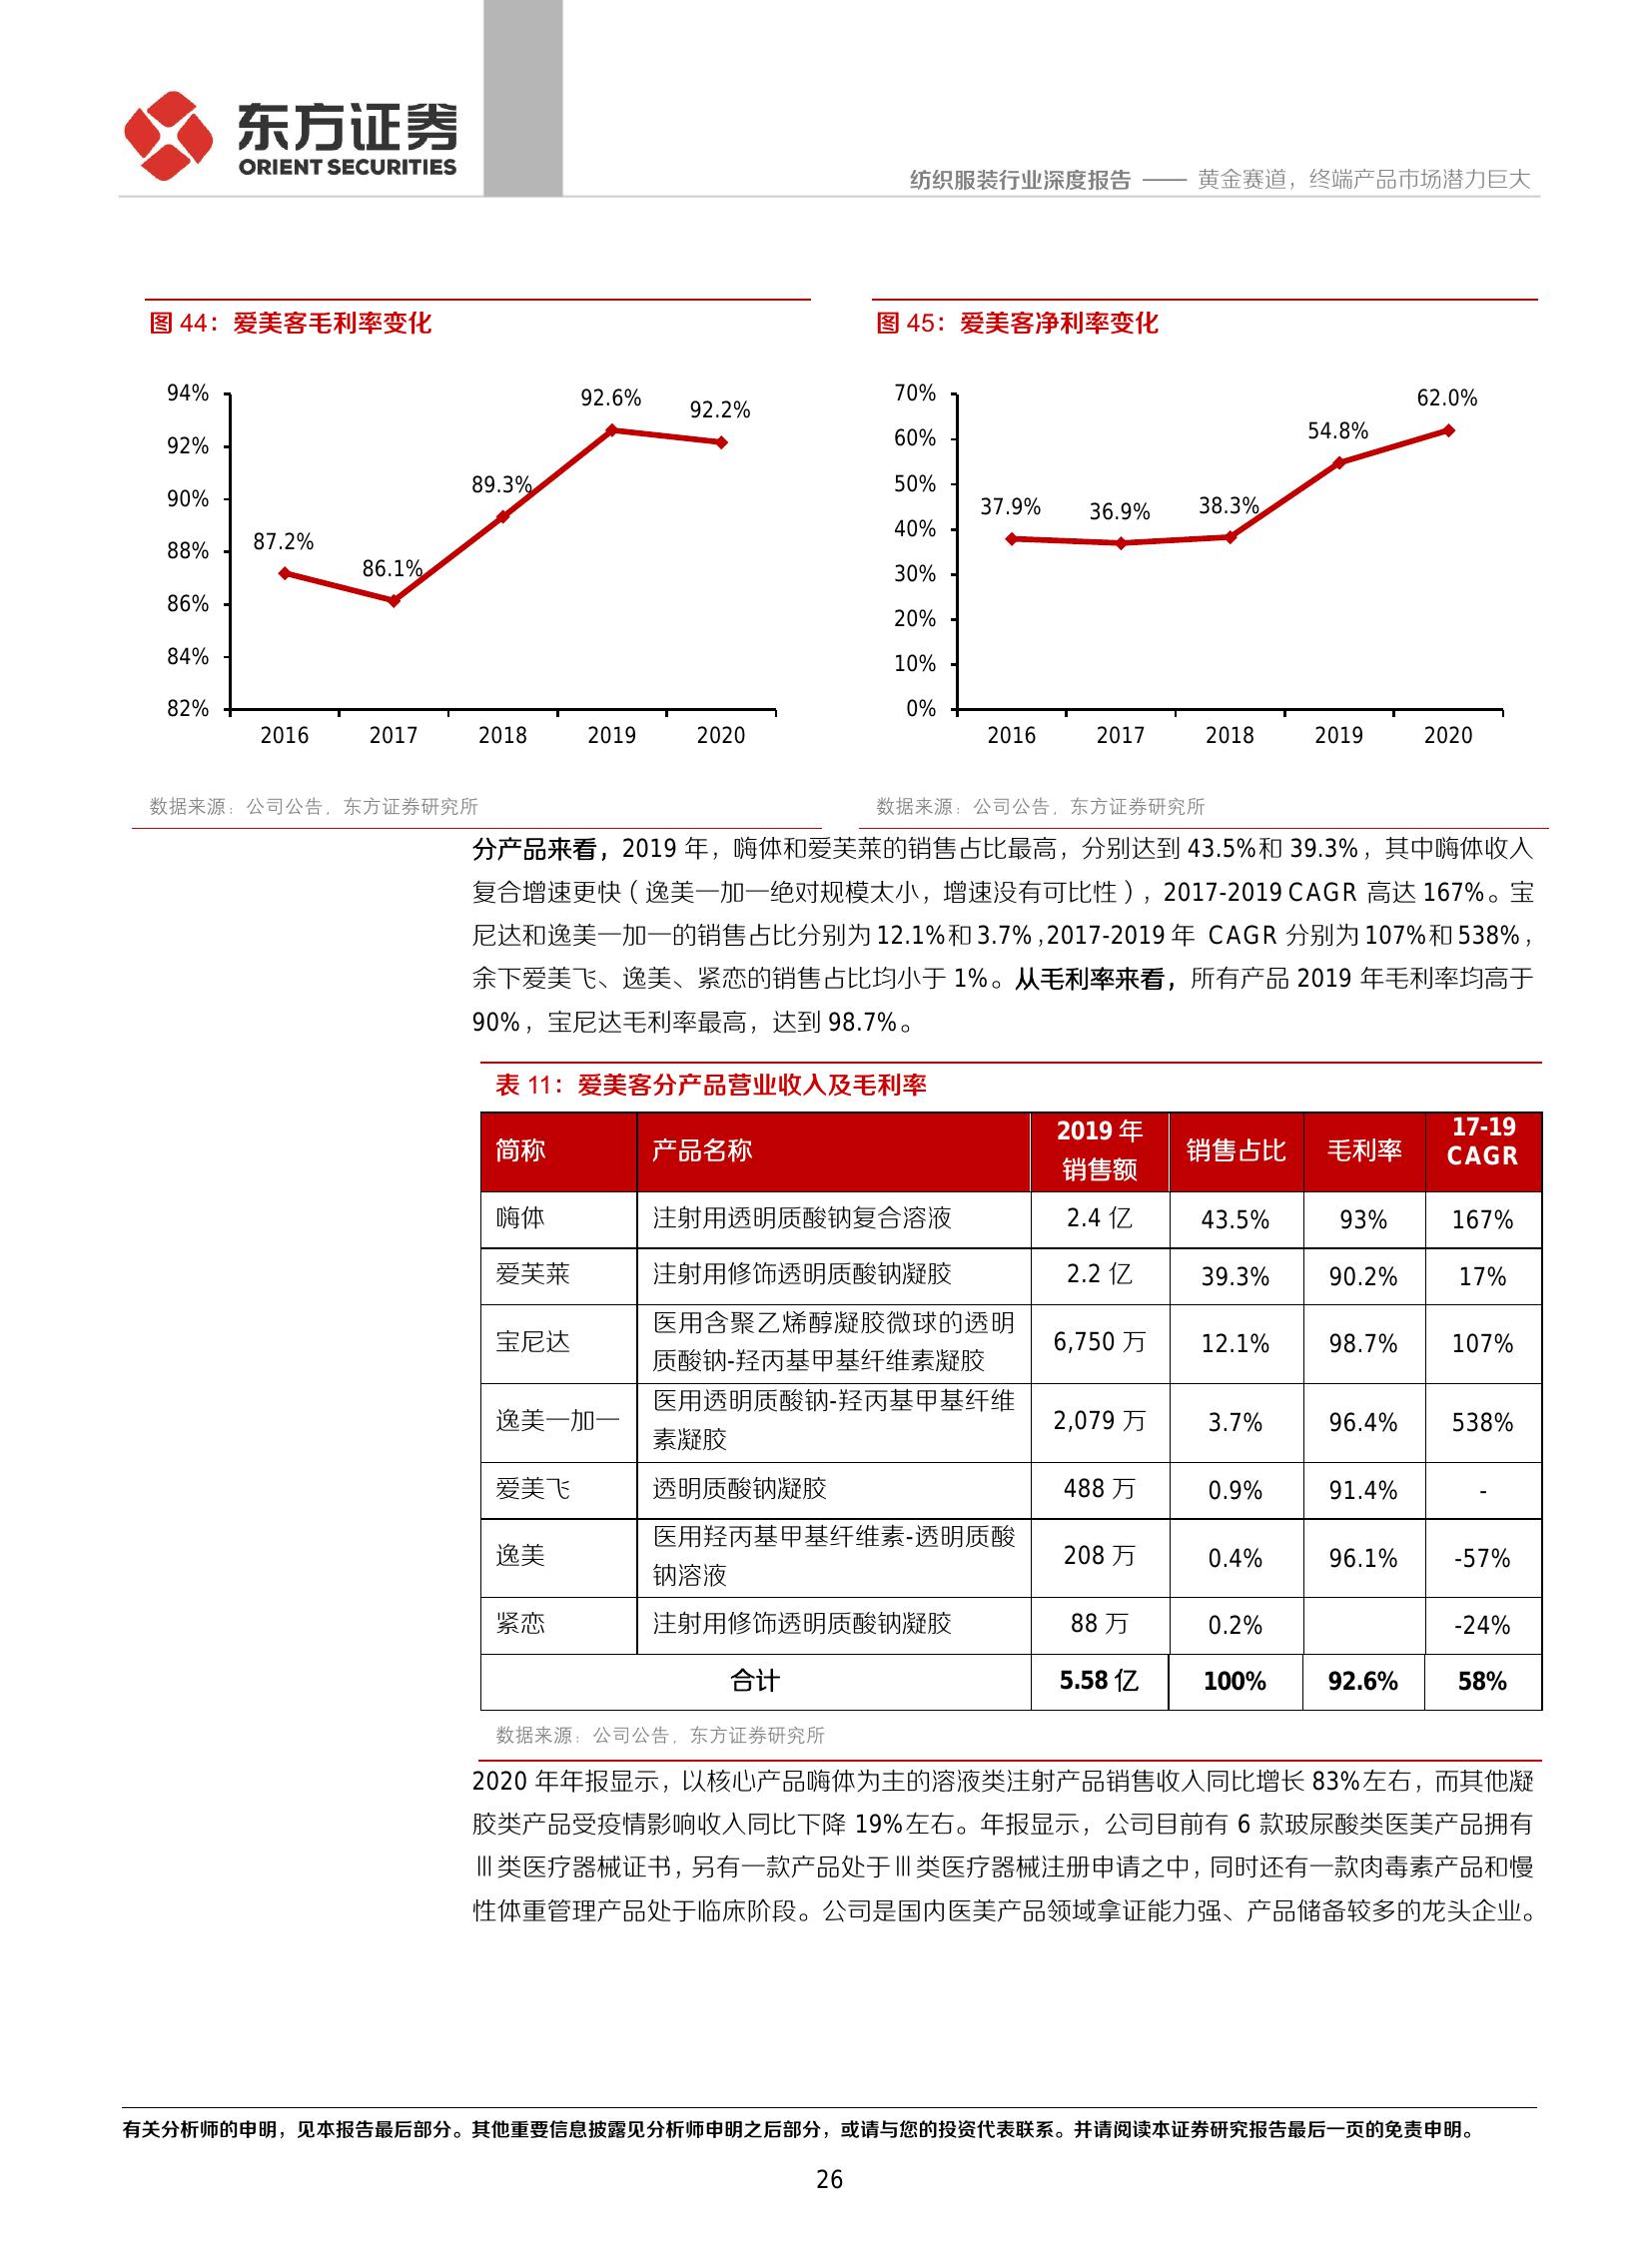 东方证券
ORIENT SECURITIES
纺织服装行业深度报告 —— 黄金赛道，终端产品市场潜力巨大
图 44：爱美客毛利率变化
94%
92%
90%
88%
86%
84%
82%
87.2%
86.1%
89.3%
92.6%
92.2%
2016 2017 2018 2019 2020
数据来源：公司公告，东方证券研究所
图 45：爱美客净利率变化
70%
60%
50%
40%
30%
20%
10%
0%
37.9%
36.9%
38.3%
54.8%
62.0%
2016 2017 2018 2019 2020
数据来源：公司公告，东方证券研究所
分产品来看，2019 年，嗨体和爱芙莱的销售占比最高，分别达到 43.5%和 39.3%，其中嗨体收入
复合增速更快（逸美一加一绝对规模太小，增速没有可比性），2017-2019 CAGR 高达 167%。宝
尼达和逸美一加一的销售占比分别为 12.1%和 3.7%，2017-2019 年 CAGR 分别为 107%和 538%，
余下爱美飞、逸美、紧恋的销售占比均小于 1%。从毛利率来看，所有产品 2019 年毛利率均高于
90%，宝尼达毛利率最高，达到 98.7%。
表 11：爱美客分产品营业收入及毛利率
简称 产品名称 2019 年销售额 销售占比 毛利率 17-19 CAGR
嗨体 注射用透明质酸钠复合溶液 2.4 亿 43.5% 93% 167%
爱芙莱 注射用修饰透明质酸钠凝胶 2.2 亿 39.3% 90.2% 17%
宝尼达 医用含聚乙烯醇凝胶微球的透明质酸钠-羟丙基甲基纤维素凝胶 6,750 万 12.1% 98.7% 107%
逸美一加一 医用透明质酸钠-羟丙基甲基纤维素凝胶 2,079 万 3.7% 96.4% 538%
爱美飞 透明质酸钠凝胶 488 万 0.9% 91.4% -
逸美 医用羟丙基甲基纤维素-透明质酸钠溶液 208 万 0.4% 96.1% -57%
紧恋 注射用修饰透明质酸钠凝胶 88 万 0.2% -24%
合计 5.58 亿 100% 92.6% 58%
数据来源：公司公告，东方证券研究所
2020 年年报显示，以核心产品嗨体为主的溶液类注射产品销售收入同比增长 83%左右，而其他凝
胶类产品受疫情影响收入同比下降 19%左右。年报显示，公司目前有 6 款玻尿酸类医美产品拥有
Ⅲ类医疗器械证书，另有一款产品处于Ⅲ类医疗器械注册申请之中，同时还有一款肉毒素产品和慢
性体重管理产品处于临床阶段。公司是国内医美产品领域拿证能力强、产品储备较多的龙头企业。
有关分析师的申明，见本报告最后部分。其他重要信息披露见分析师申明之后部分，或请与您的投资代表联系。并请阅读本证券研究报告最后一页的免责申明。
26